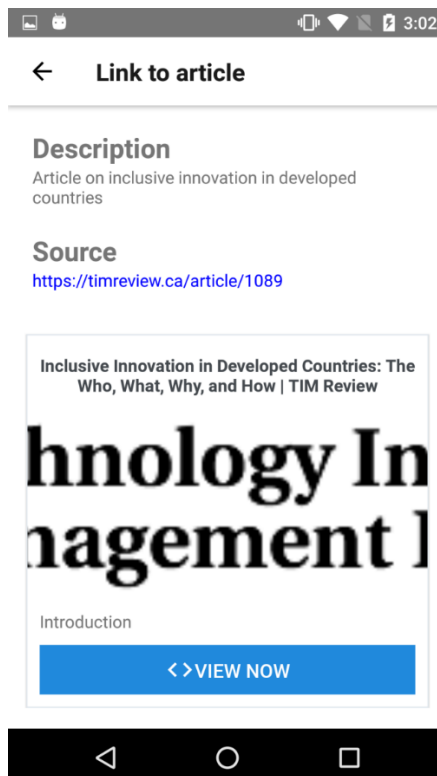 3:02
Link to article
Description
Article on inclusive innovation in developed
countries
Source
https://timreview.ca/article/1089
Inclusive Innovation in Developed Countries: The
Who, What, Why, and How | TIM Review
hnology In
nagement
Introduction
<>VIEW NOW